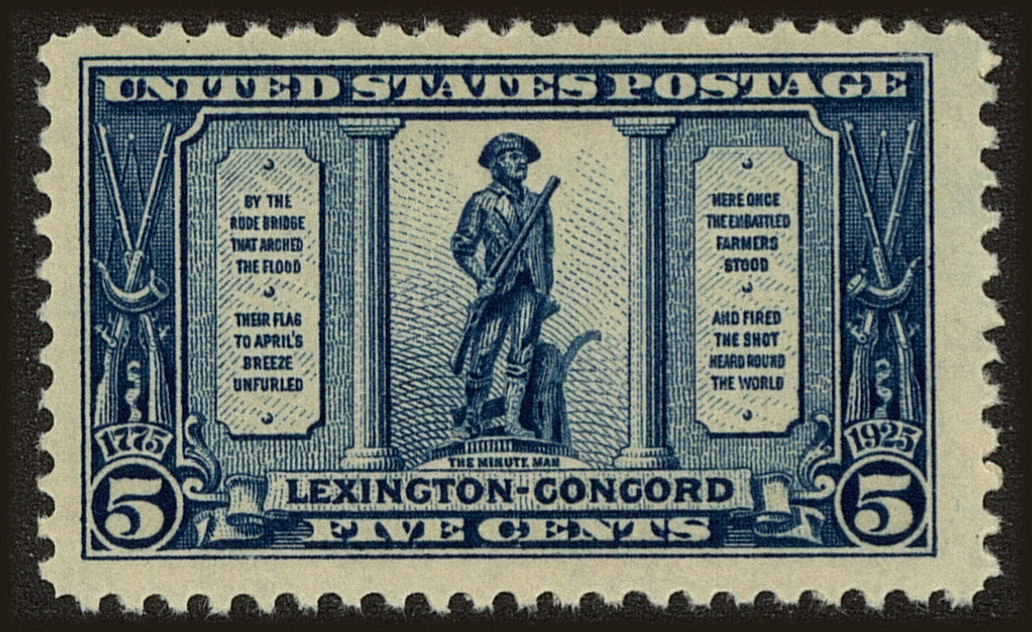 UNITED STATES POSTAGE
BY THE
RUDE BRIDGE
THAT ARCHED
THE FLOOD
THEIR FLAG
TO APRIL'S
BREEZE
UNFURLED
HERE ONCE
THE EMBATTLED
FARMERS
STOOD
AND FIRED
THE SHOT
HEARD ROUND
THE WORLD
1775
1925
THE MINUTE MAN
5
LEXINGTON-CONCORD
5
FIVE CENTS